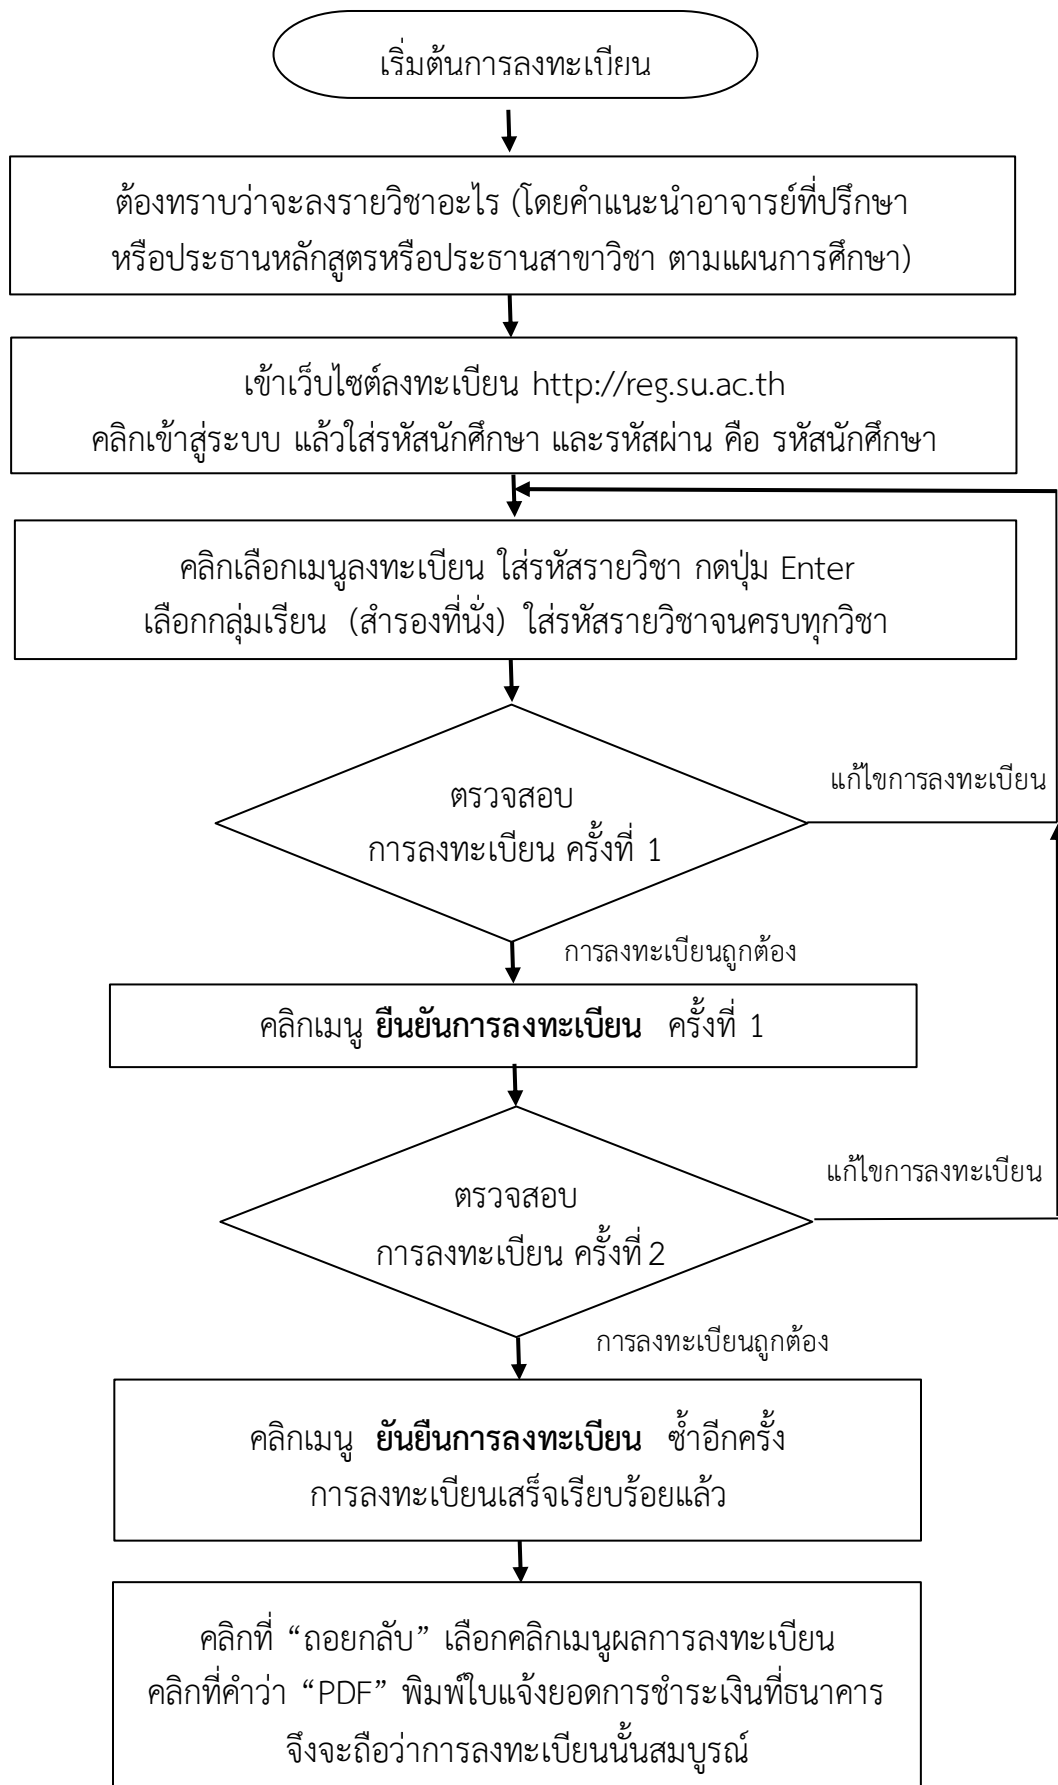 เริ่มต้นการลงทะเบียน
ต้องทราบว่าจะลงรายวิชาอะไร (โดยคำแนะนำอาจารย์ที่ปรึกษา
หรือประธานหลักสูตรหรือประธานสาขาวิชา ตามแผนการศึกษา)
เข้าเว็บไซต์ลงทะเบียน http://reg.su.ac.th
คลิกเข้าสู่ระบบ แล้วใส่รหัสนักศึกษา และรหัสผ่าน คือ รหัสนักศึกษา
คลิกเลือกเมนูลงทะเบียน ใส่รหัสรายวิชา กดปุ่ม Enter
เลือกกลุ่มเรียน (สำรองที่นั่ง) ใส่รหัสรายวิชาจนครบทุกวิชา
แก้ไขการลงทะเบียน
ตรวจสอบ
การลงทะเบียน ครั้งที่ 1
การลงทะเบียนถูกต้อง
คลิกเมนู ยืนยันการลงทะเบียน ครั้งที่ 1
แก้ไขการลงทะเบียน
ตรวจสอบ
การลงทะเบียน ครั้งที่ 2
การลงทะเบียนถูกต้อง
คลิกเมนู ยันยืนการลงทะเบียน ซ้ำอีกครั้ง
การลงทะเบียนเสร็จเรียบร้อยแล้ว
คลิกที่ “ถอยกลับ” เลือกคลิกเมนูผลการลงทะเบียน
คลิกที่คำว่า “PDF” พิมพ์ใบแจ้งยอดการชำระเงินที่ธนาคาร
จึงจะถือว่าการลงทะเบียนนั้นสมบูรณ์